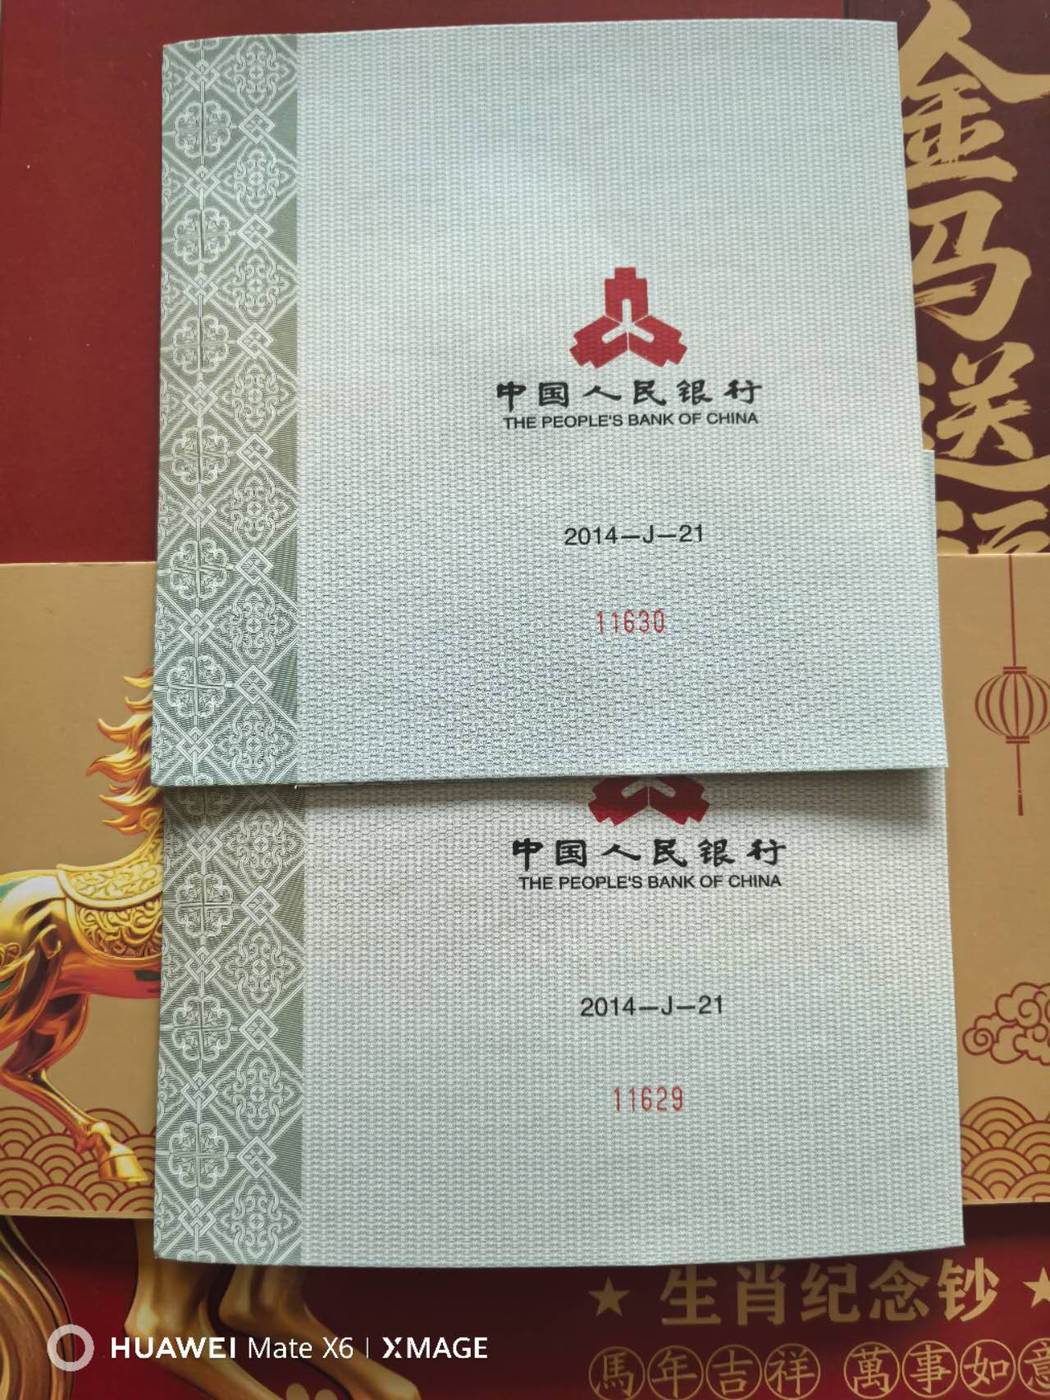 中国人民银行
THE PEOPLE'S BANK OF CHINA
2014-J-21
11630
中国人民银行
THE PEOPLE'S BANK OF CHINA
2014-J-21
11629
金马送
★ 生肖纪念钞 ★
馬年吉祥 萬事如意
HUAWEI Mate X6 | XMAGE